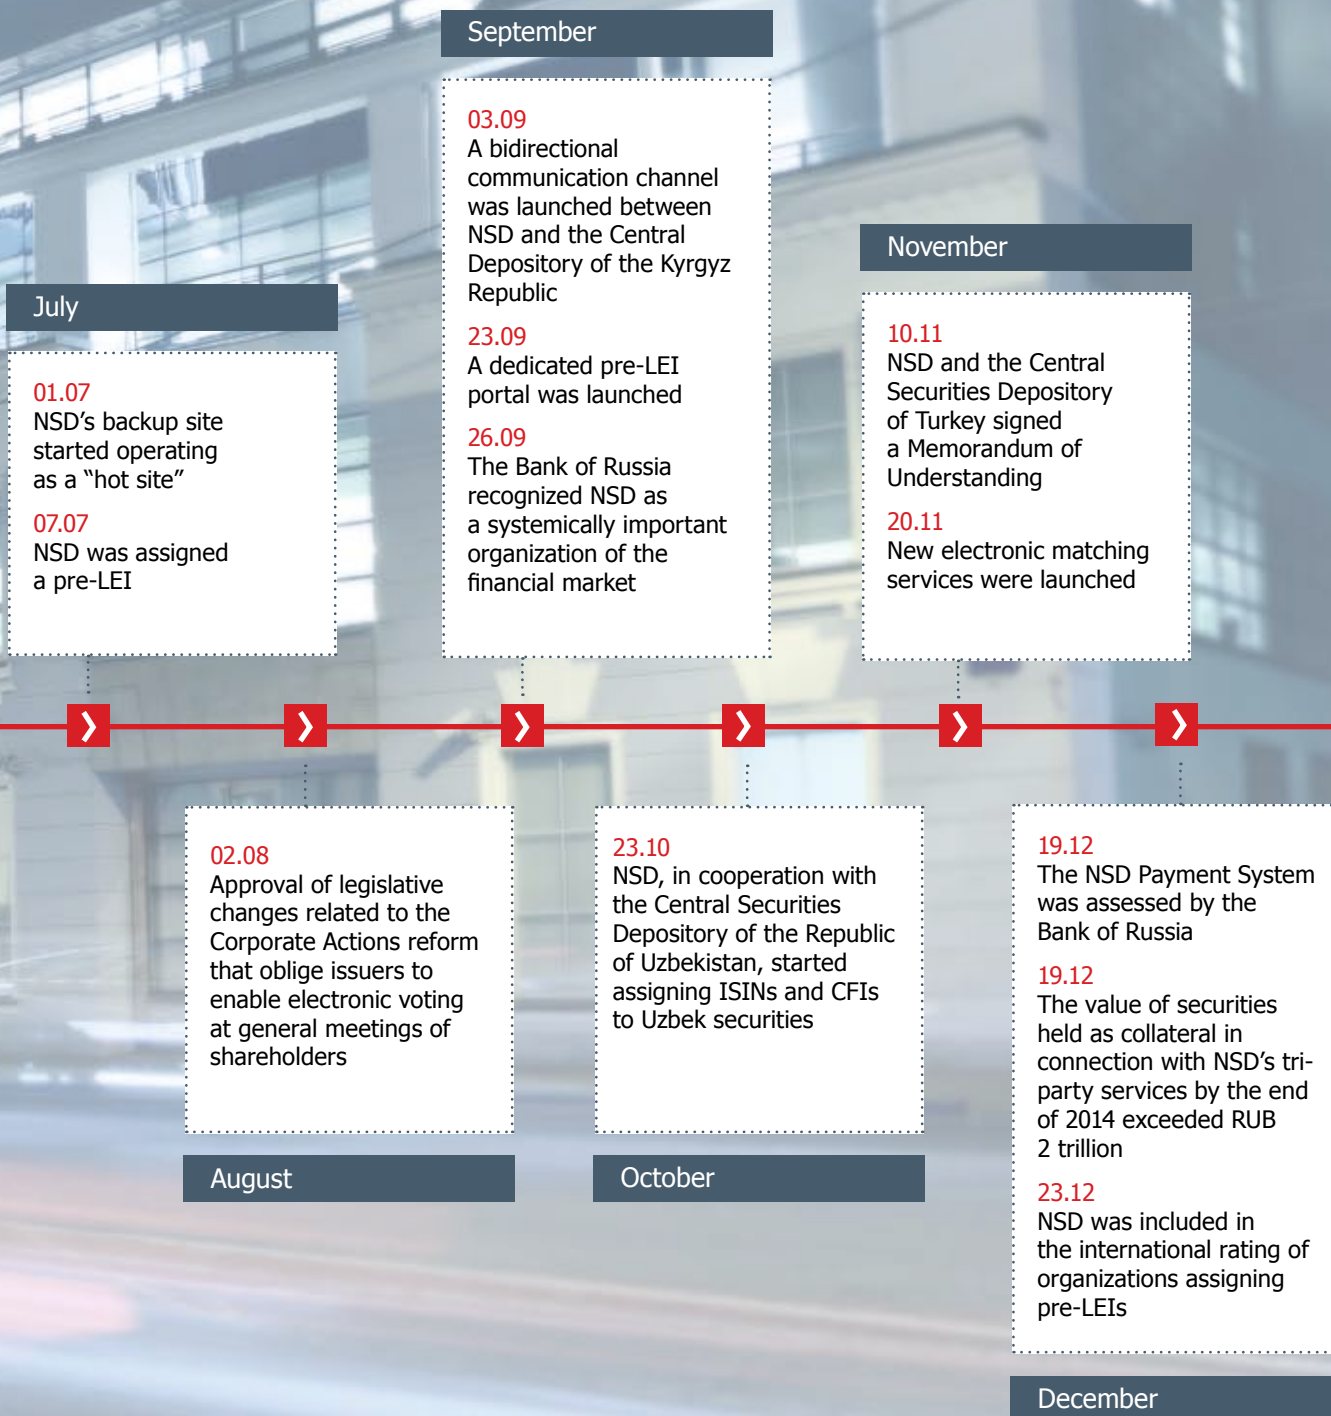 July
01.07
NSD’s backup site
started operating
as a “hot site”
07.07
NSD was assigned
a pre-LEI
02.08
Approval of legislative
changes related to the
Corporate Actions reform
that oblige issuers to
enable electronic voting
at general meetings of
shareholders
August
September
03.09
A bidirectional
communication channel
was launched between
NSD and the Central
Depository of the Kyrgyz
Republic
23.09
A dedicated pre-LEI
portal was launched
26.09
The Bank of Russia
recognized NSD as
a systemically important
organization of the
financial market
23.10
NSD, in cooperation with
the Central Securities
Depository of the Republic
of Uzbekistan, started
assigning ISINs and CFIs
to Uzbek securities
October
November
10.11
NSD and the Central
Securities Depository
of Turkey signed
a Memorandum of
Understanding
20.11
New electronic matching
services were launched
19.12
The NSD Payment System
was assessed by the
Bank of Russia
19.12
The value of securities
held as collateral in
connection with NSD’s tri-
party services by the end
of 2014 exceeded RUB
2 trillion
23.12
NSD was included in
the international rating of
organizations assigning
pre-LEIs
December